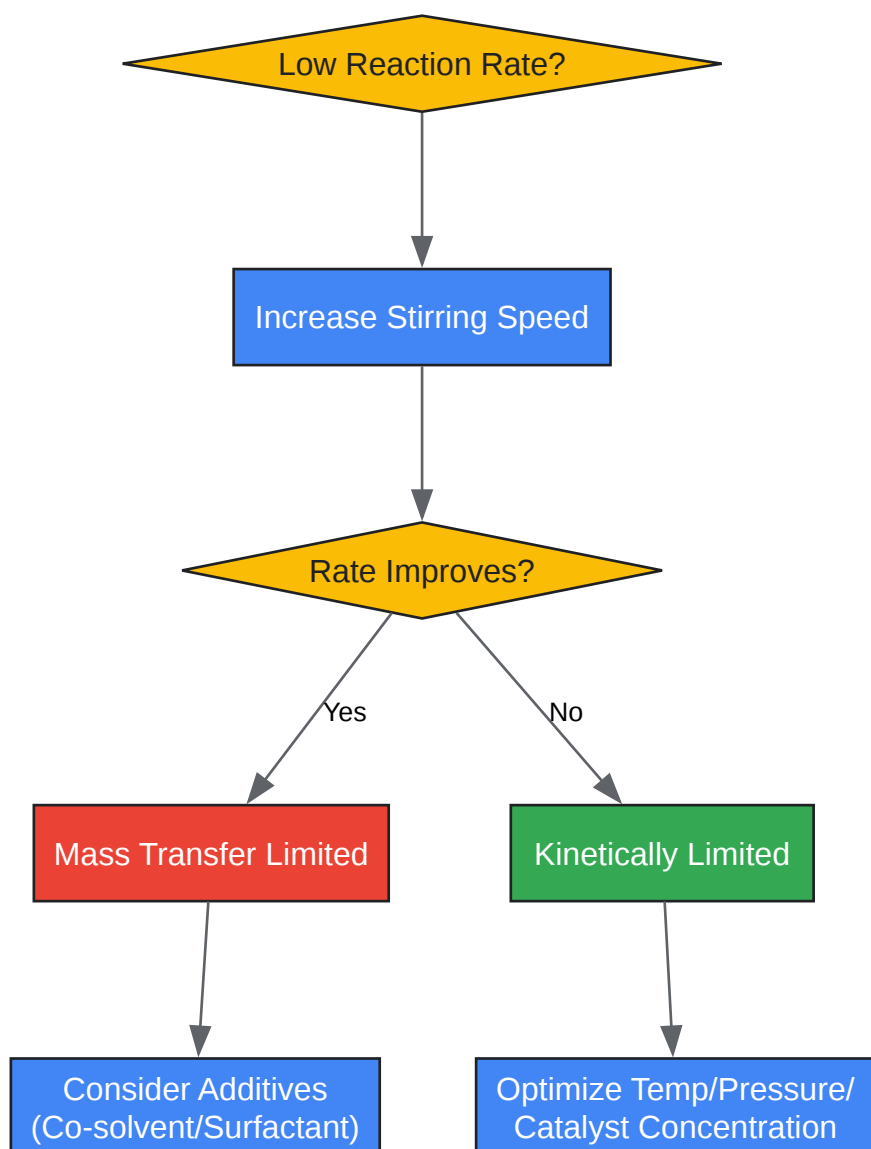 Low Reaction Rate?
Increase Stirring Speed
Rate Improves?
Yes
No
Mass Transfer Limited
Kinetically Limited
Consider Additives
(Co-solvent/Surfactant)
Optimize Temp/Pressure/
Catalyst Concentration